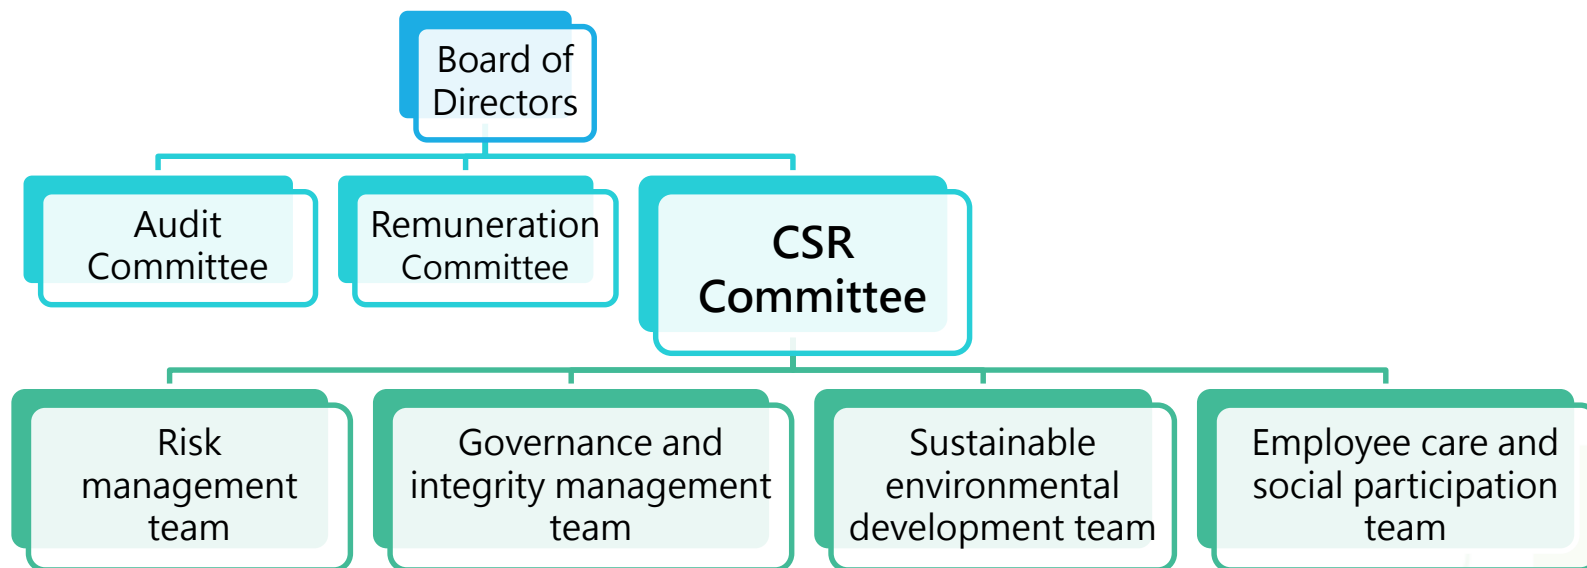 Board of
Directors
Audit
Committee
Remuneration
Committee
CSR
Committee
Risk
management
team
Governance and
integrity management
team
Sustainable
environmental
development team
Employee care and
social participation
team